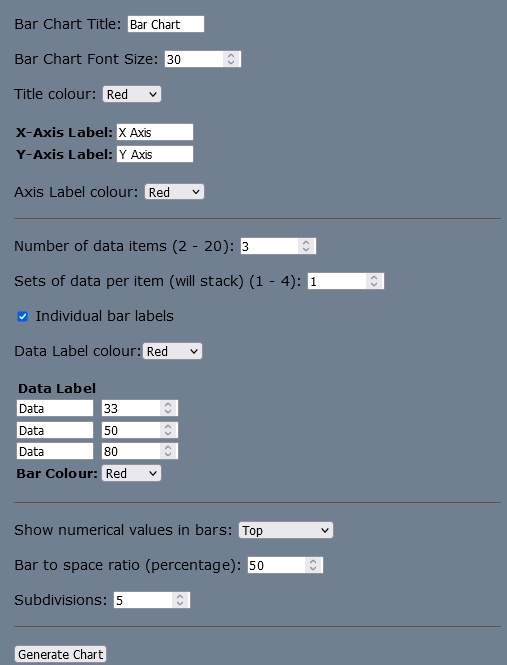 Bar Chart Title: Bar Chart
Bar Chart Font Size: 30
Title colour: Red
X-Axis Label: X Axis
Y-Axis Label: Y Axis
Axis Label colour: Red
Number of data items (2 - 20): 3
Sets of data per item (will stack) (1 - 4): 1
Individual bar labels
Data Label colour: Red
Data Label
Data 33
Data 50
Data 80
Bar Colour: Red
Show numerical values in bars: Top
Bar to space ratio (percentage): 50
Subdivisions: 5
Generate Chart